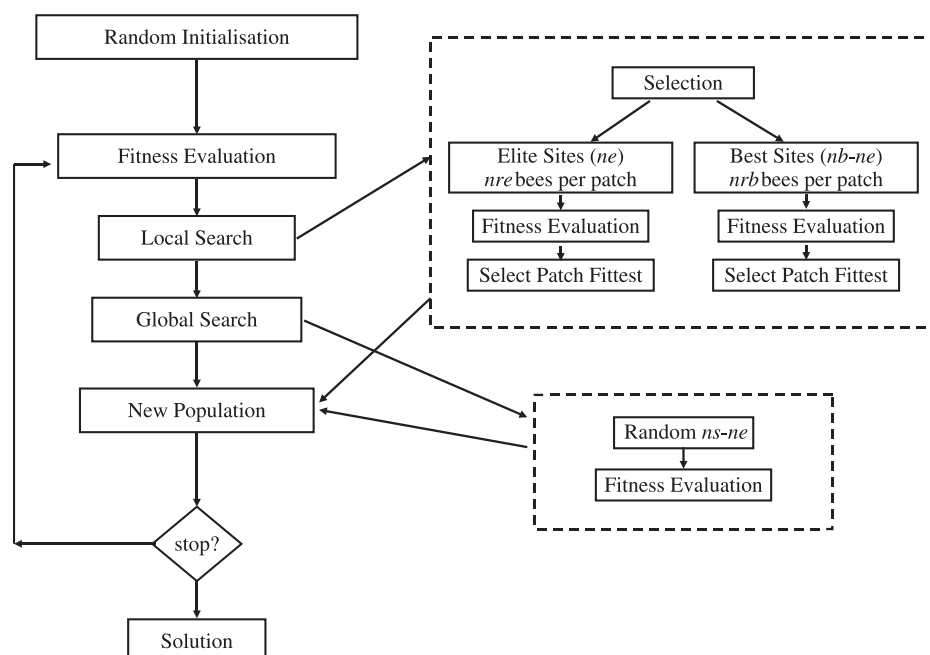 Random Initialisation
Fitness Evaluation
Local Search
Global Search
New Population
stop?
Solution
Selection
Elite Sites (ne)
nre bees per patch
Fitness Evaluation
Select Patch Fittest
Best Sites (nb-ne)
nrb bees per patch
Fitness Evaluation
Select Patch Fittest
Random ns-ne
Fitness Evaluation